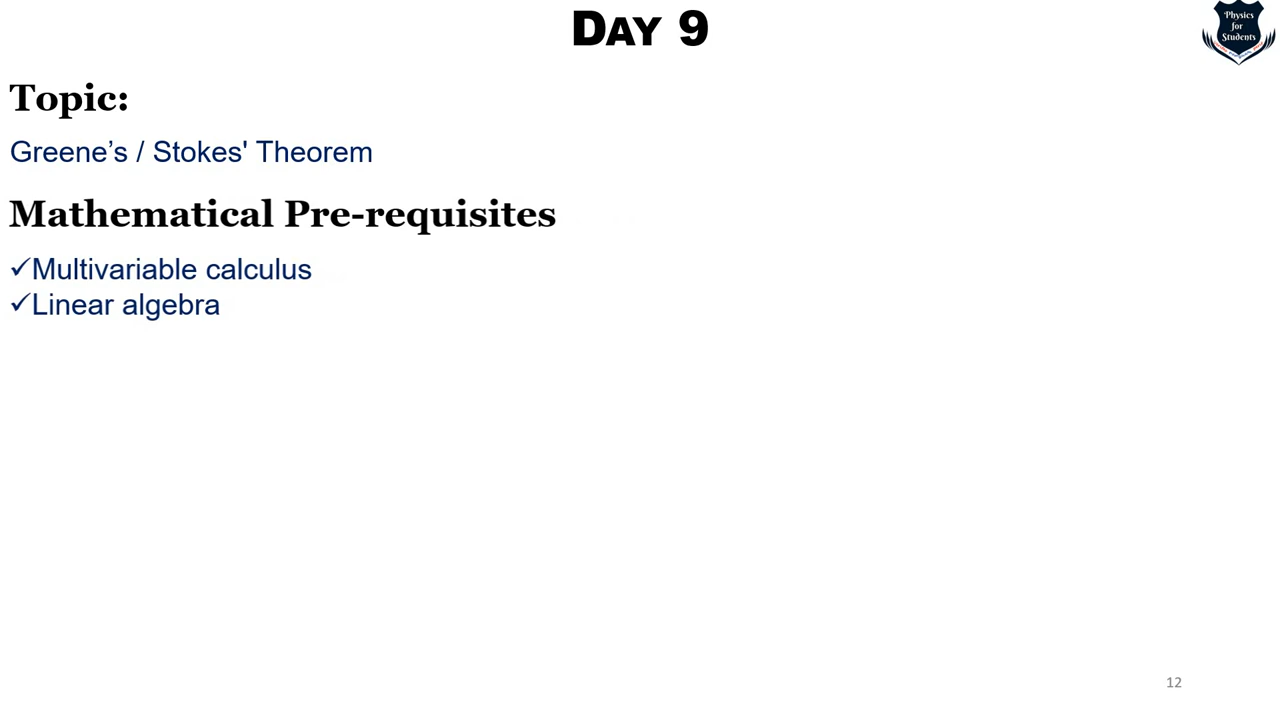 DAY 9
Physics
for
Students
Topic:
Greene’s / Stokes' Theorem
Mathematical Pre-requisites
✓Multivariable calculus
✓Linear algebra
12